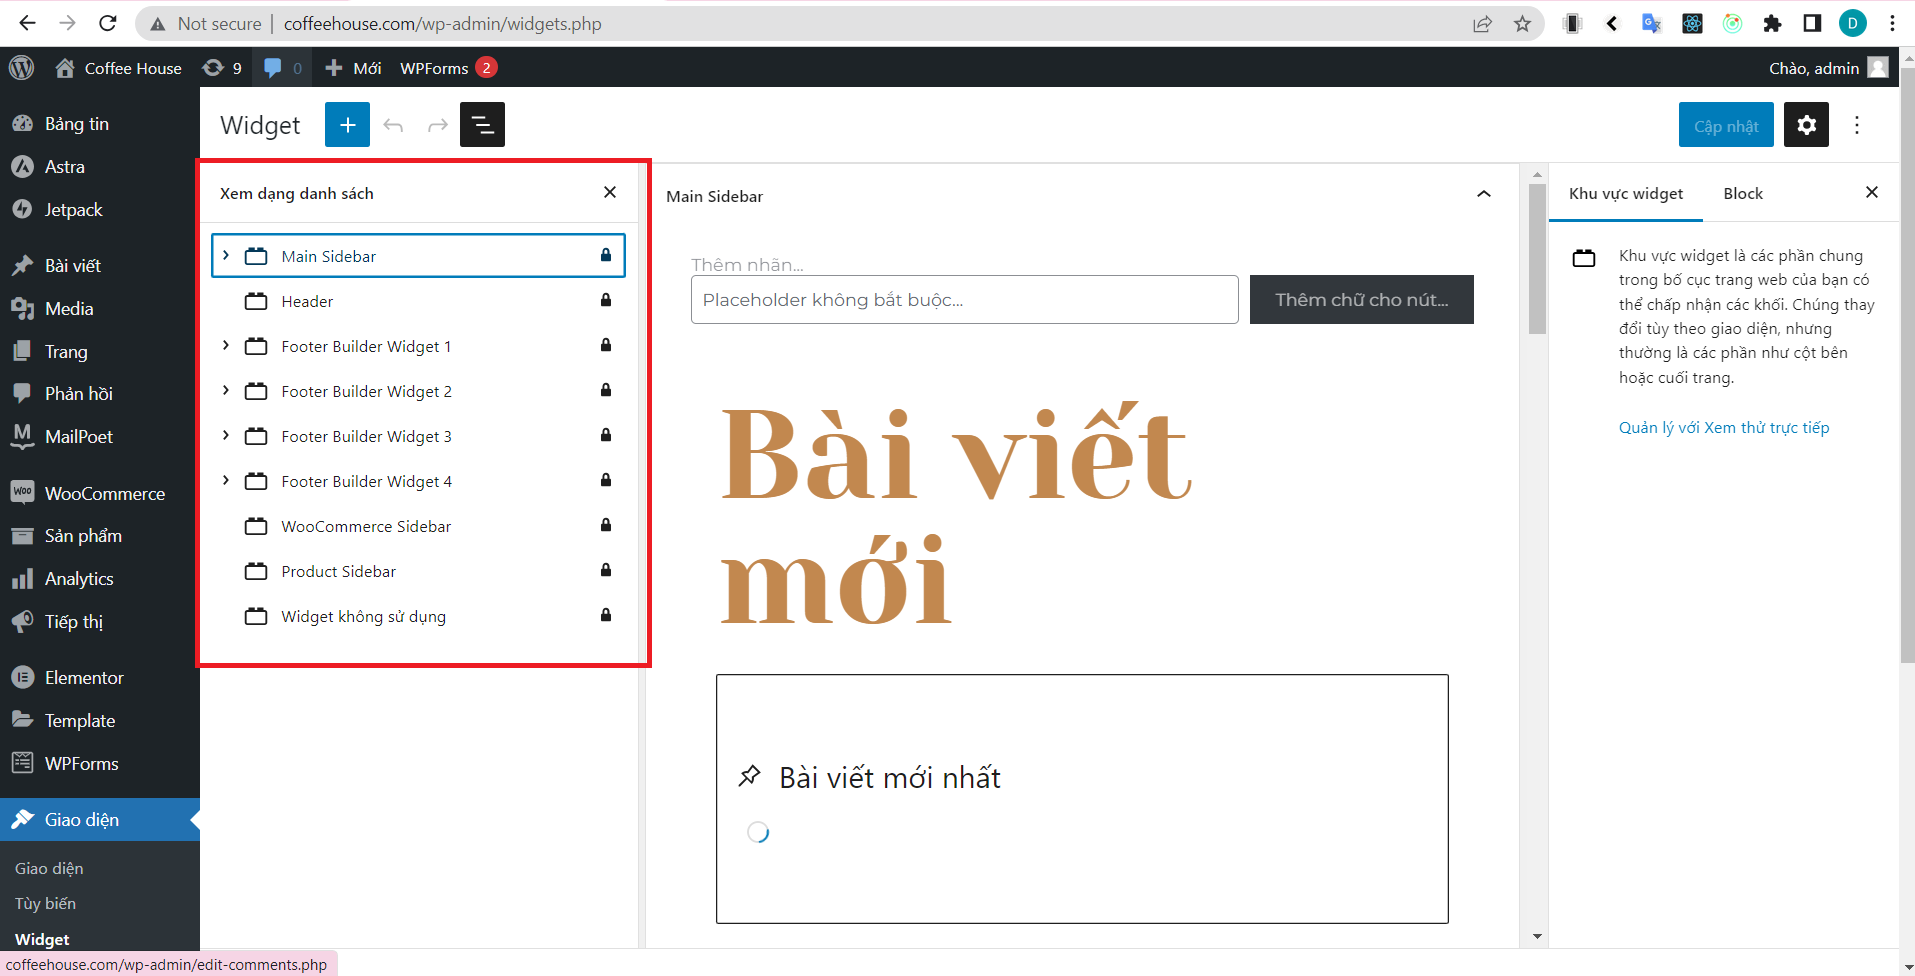 Not secure | coffeehouse.com/wp-admin/widgets.php
D
Coffee House 9 0 Mới WPForms 2
Chào, admin
Bảng tin
Astra
Jetpack
Bài viết
Media
Trang
Phản hồi
MailPoet
WooCommerce
Sản phẩm
Analytics
Tiếp thị
Elementor
Template
WPForms
Giao diện
Giao diện
Tùy biến
Widget
coffeehouse.com/wp-admin/edit-comments.php
Widget
Cập nhật
Xem dạng danh sách
Main Sidebar
Header
Footer Builder Widget 1
Footer Builder Widget 2
Footer Builder Widget 3
Footer Builder Widget 4
WooCommerce Sidebar
Product Sidebar
Widget không sử dụng
Main Sidebar
Thêm nhãn...
Placeholder không bắt buộc...
Thêm chữ cho nút...
Bài viết
mới
Bài viết mới nhất
Khu vực widget
Block
Khu vực widget là các phần chung
trong bố cục trang web của bạn có
thể chấp nhận các khối. Chúng thay
đổi tùy theo giao diện, nhưng
thường là các phần như cột bên
hoặc cuối trang.
Quản lý với Xem thử trực tiếp